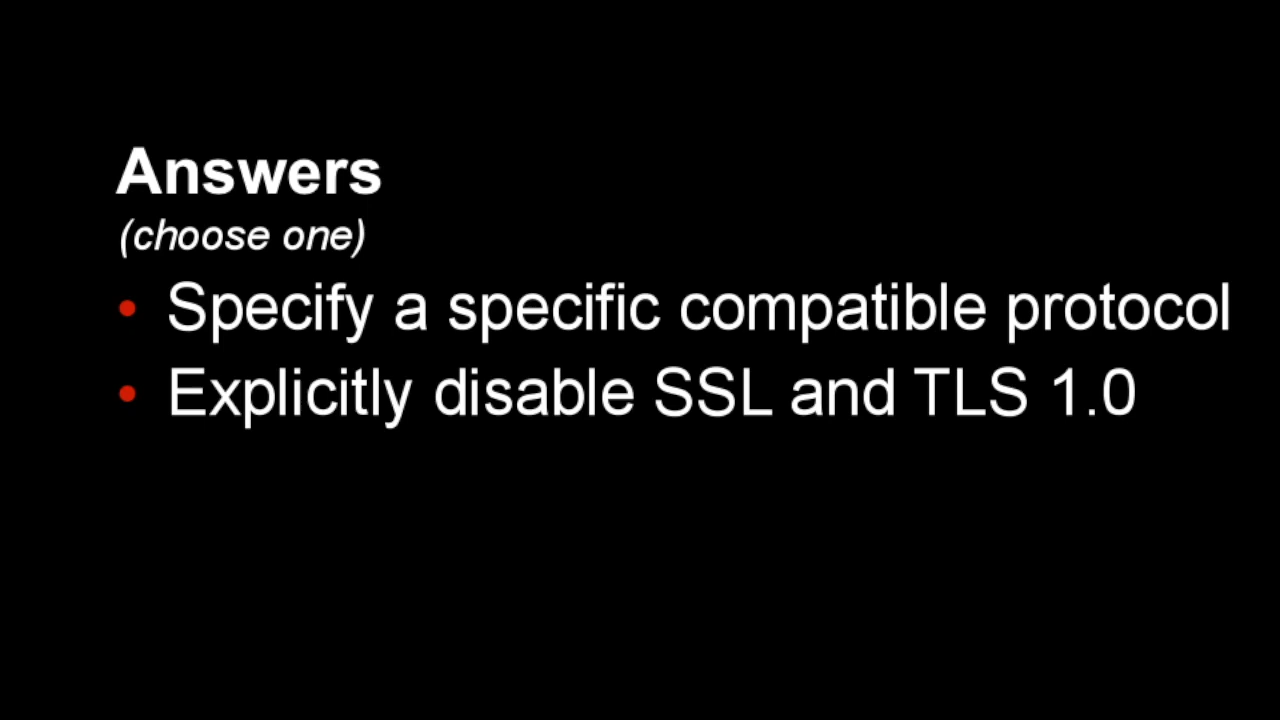 Answers
(choose one)
• Specify a specific compatible protocol
• Explicitly disable SSL and TLS 1.0